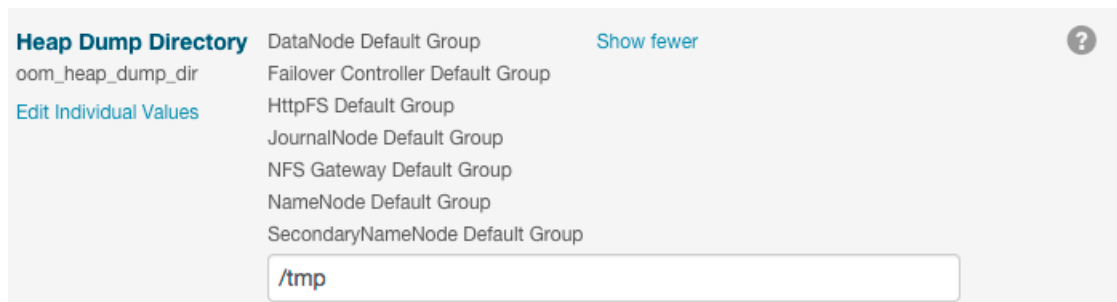 Heap Dump Directory
oom_heap_dump_dir
Edit Individual Values
DataNode Default Group
Show fewer
Failover Controller Default Group
HttpFS Default Group
JournalNode Default Group
NFS Gateway Default Group
NameNode Default Group
SecondaryNameNode Default Group
/tmp
?